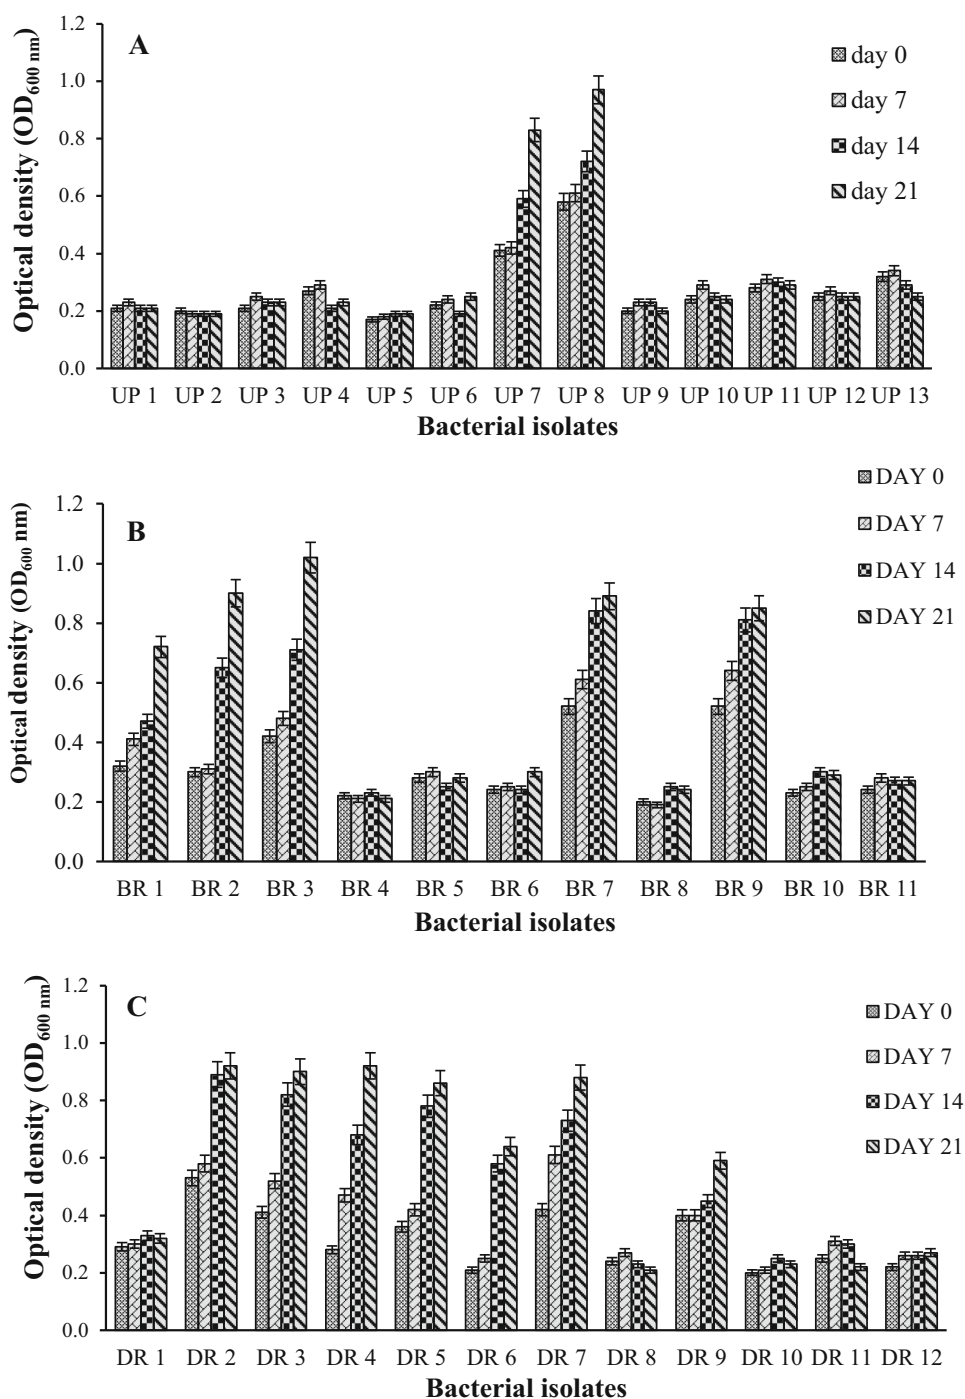 A
Optical density (OD600 nm)
1.2
1.0
0.8
0.6
0.4
0.2
0.0
day 0
day 7
day 14
day 21
UP 1 UP 2 UP 3 UP 4 UP 5 UP 6 UP 7 UP 8 UP 9 UP 10 UP 11 UP 12 UP 13
Bacterial isolates
B
Optical density (OD600 nm)
1.2
1.0
0.8
0.6
0.4
0.2
0.0
DAY 0
DAY 7
DAY 14
DAY 21
BR 1 BR 2 BR 3 BR 4 BR 5 BR 6 BR 7 BR 8 BR 9 BR 10 BR 11
Bacterial isolates
C
Optical density (OD600 nm)
1.2
1.0
0.8
0.6
0.4
0.2
0.0
DAY 0
DAY 7
DAY 14
DAY 21
DR 1 DR 2 DR 3 DR 4 DR 5 DR 6 DR 7 DR 8 DR 9 DR 10 DR 11 DR 12
Bacterial isolates